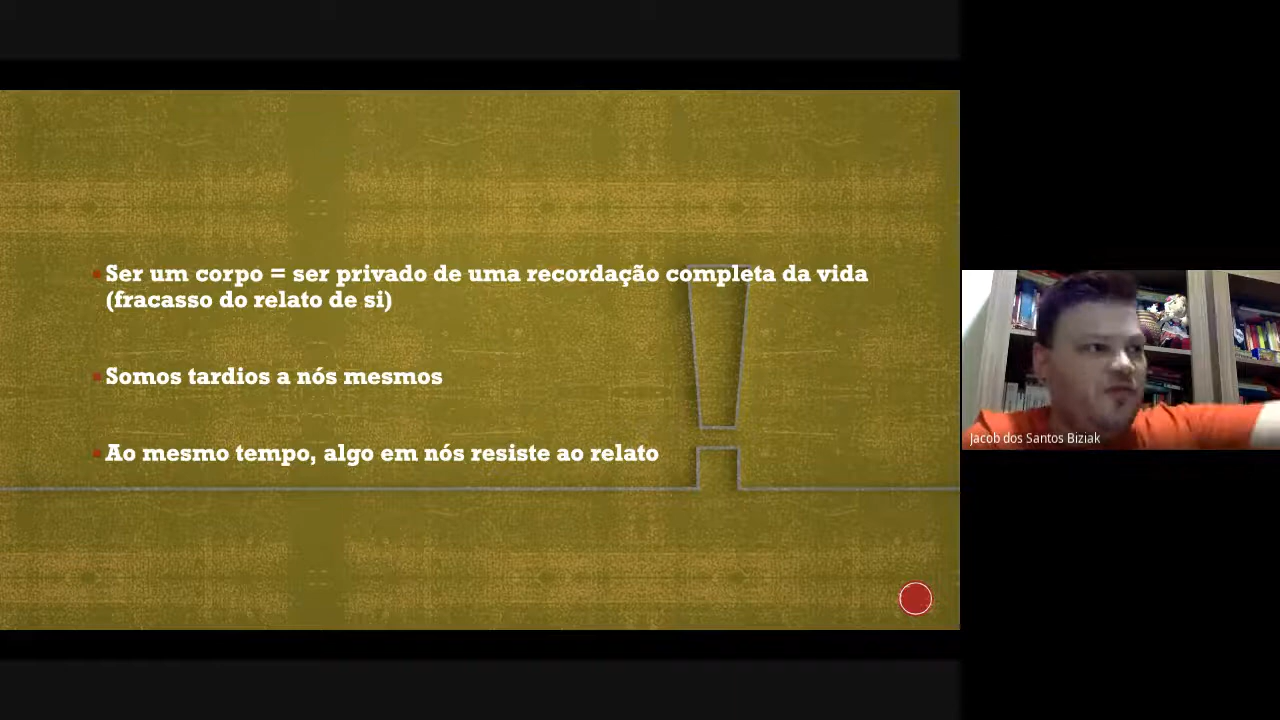 Ser um corpo = ser privado de uma recordação completa da vida
(fracasso do relato de si)
Somos tardios a nós mesmos
Ao mesmo tempo, algo em nós resiste ao relato
Jacob dos Santos Biziak